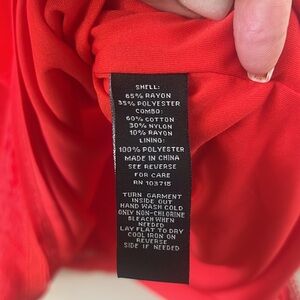 SHELL:
65% RAYON
35% POLYESTER
COMBO:
60% COTTON
30% NYLON
10% RAYON
LINING:
100% POLYESTER
MADE IN CHINA
SEE REVERSE
FOR CARE
RN 103715
TURN GARMENT
INSIDE OUT
HAND WASH COLD
ONLY NON-CHLORINE
BLEACH WHEN
NEEDED
LAY FLAT TO DRY
COOL IRON ON
REVERSE
SIDE IF NEEDED